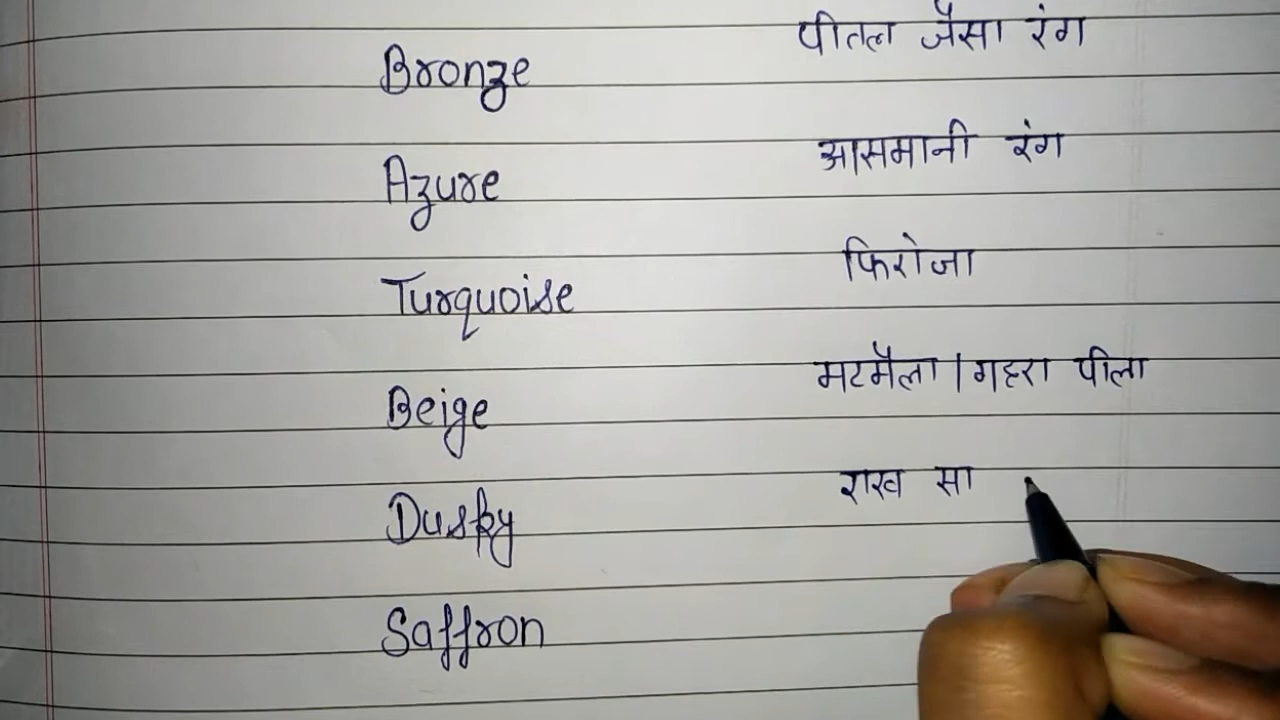 Bronze पीतल जैसा रंग
Azure आसमानी रंग
Turquoise फिरोजा
Beige मटमैला / गहरा पीला
Dusky राख सा
Saffron